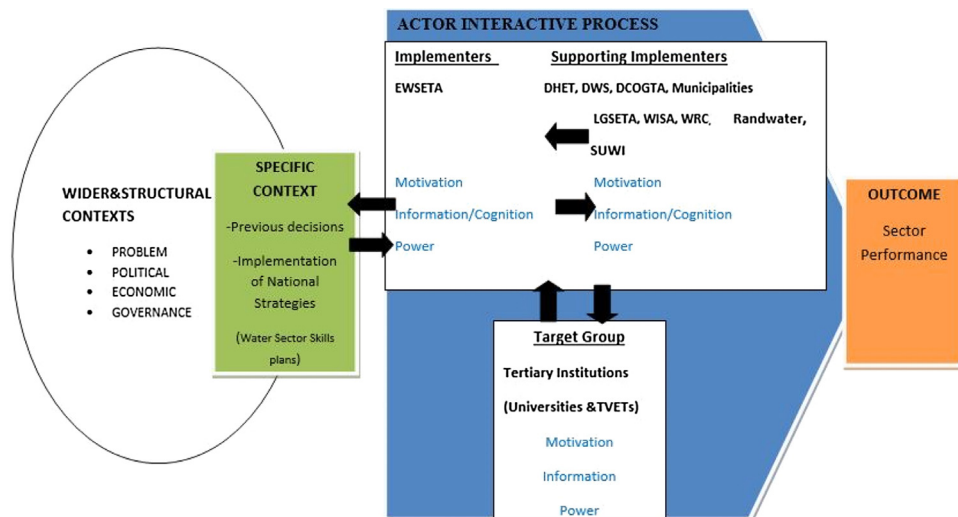 ACTOR INTERACTIVE PROCESS
Implementers
EWSETA
Supporting Implementers
DHET, DWS, DCOGTA, Municipalities
LGSETA, WISA, WRC, Randwater,
SUWI
Motivation
Information/Cognition
Power
Motivation
Information/Cognition
Power
WIDER&STRUCTURAL
CONTEXTS
• PROBLEM
• POLITICAL
• ECONOMIC
• GOVERNANCE
SPECIFIC
CONTEXT
-Previous decisions
-Implementation
of National
Strategies
(Water Sector Skills
plans)
Target Group
Tertiary Institutions
(Universities &TVETs)
Motivation
Information
Power
OUTCOME
Sector
Performance